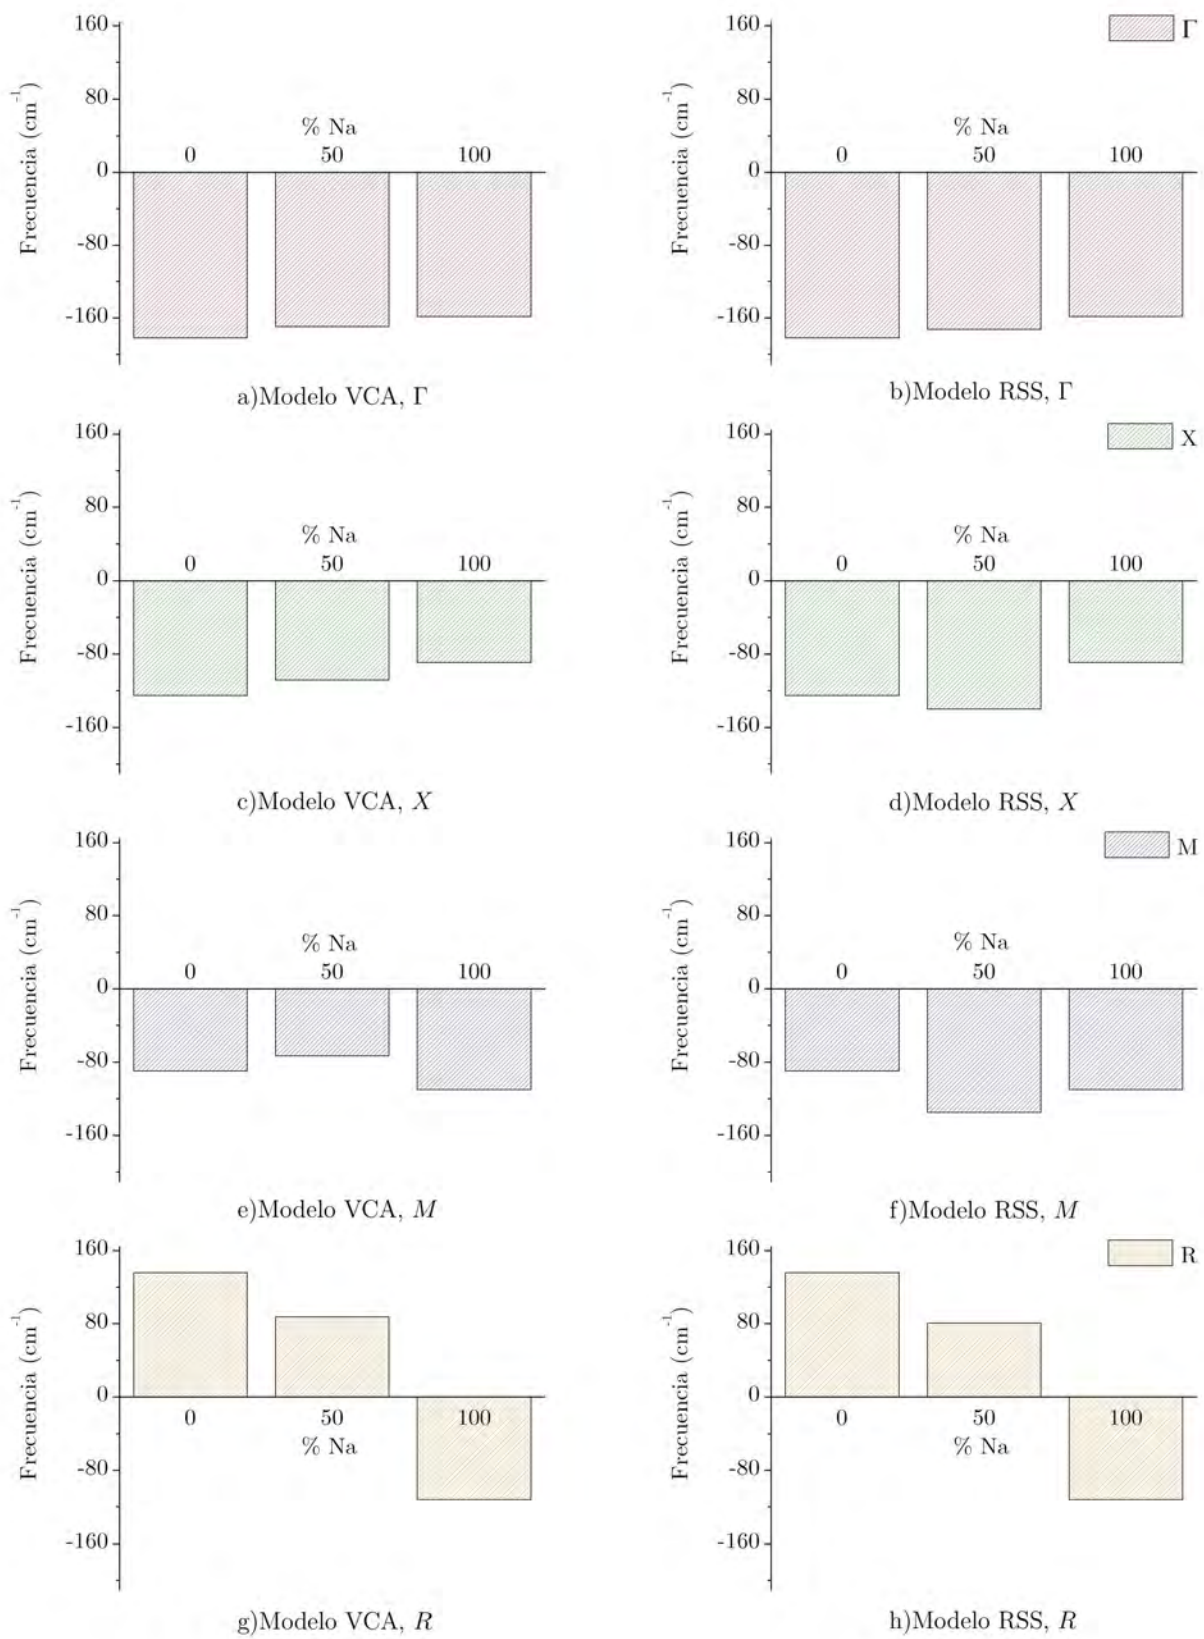 160
80
0
-80
-160
Frecuencia (cm-1)
% Na
0 50 100
a)Modelo VCA, Γ
160
80
0
-80
-160
Frecuencia (cm-1)
% Na
0 50 100
Γ
b)Modelo RSS, Γ
160
80
0
-80
-160
Frecuencia (cm-1)
% Na
0 50 100
c)Modelo VCA, X
160
80
0
-80
-160
Frecuencia (cm-1)
% Na
0 50 100
X
d)Modelo RSS, X
160
80
0
-80
-160
Frecuencia (cm-1)
% Na
0 50 100
e)Modelo VCA, M
160
80
0
-80
-160
Frecuencia (cm-1)
% Na
0 50 100
M
f)Modelo RSS, M
160
80
0
-80
-160
Frecuencia (cm-1)
0 50 100
% Na
g)Modelo VCA, R
160
80
0
-80
-160
Frecuencia (cm-1)
0 50 100
% Na
R
h)Modelo RSS, R